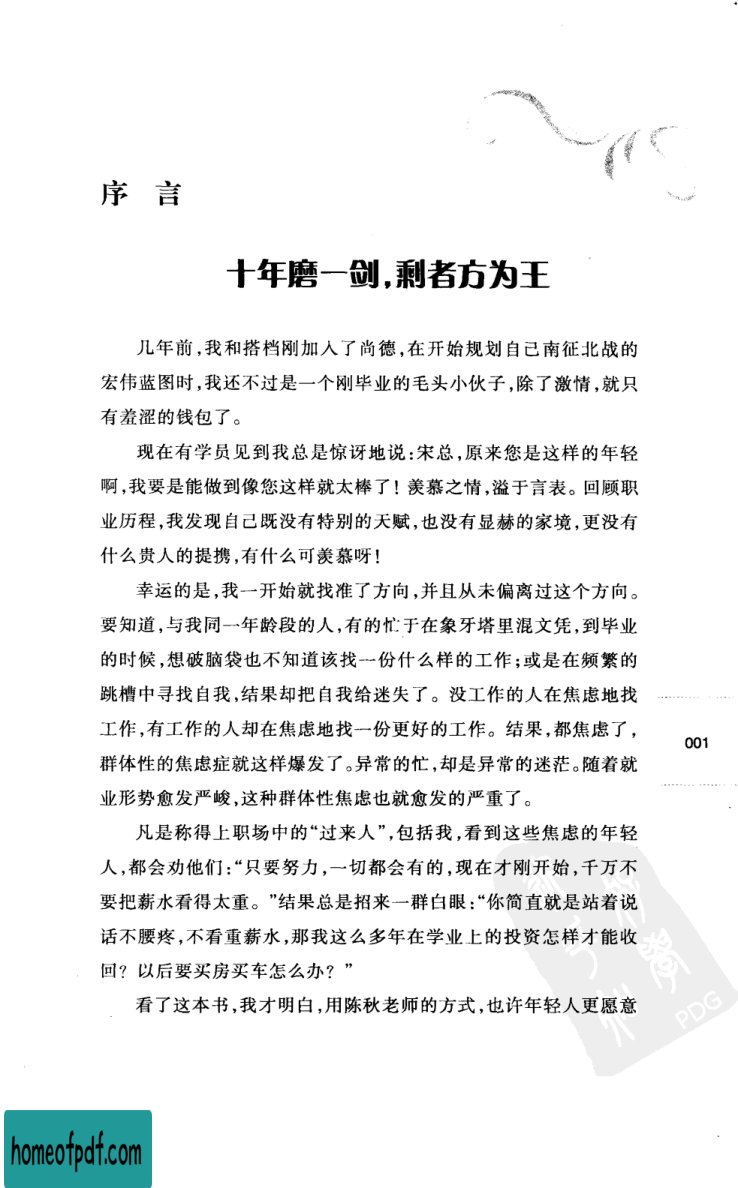 序 言
十年磨一剑,剩者方为王
几年前,我和搭档刚加入了尚德,在开始规划自己南征北战的
宏伟蓝图时,我还不过是一个刚毕业的毛头小伙子,除了激情,就只
有羞涩的钱包了。
现在有学员见到我总是惊讶地说:宋总,原来您是这样的年轻
啊,我要是能做到像您这样就太棒了！羡慕之情,溢于言表。回顾职
业历程,我发现自己既没有特别的天赋,也没有显赫的家境,更没有
什么贵人的提携,有什么可羡慕呀！
幸运的是,我一开始就找准了方向,并且从未偏离过这个方向。
要知道,与我同一年龄段的人,有的忙于在象牙塔里混文凭,到毕业
的时候,想破脑袋也不知道该找一份什么样的工作;或是在频繁的
跳槽中寻找自我,结果却把自我给迷失了。没工作的人在焦虑地找
工作,有工作的人却在焦虑地找一份更好的工作。结果,都焦虑了,
001
群体性的焦虑症就这样爆发了。异常的忙,却是异常的迷茫。随着就
业形势愈发严峻,这种群体性焦虑也就愈发的严重了。
凡是称得上职场中的“过来人”,包括我,看到这些焦虑的年轻
人,都会劝他们:“只要努力,一切都会有的,现在才刚开始,千万不
要把薪水看得太重。”结果总是招来一群白眼:“你简直就是站着说
话不腰疼,不看重薪水,那我这么多年在学业上的投资怎样才能收
回？以后要买房买车怎么办？”
看了这本书,我才明白,用陈秋老师的方式,也许年轻人更愿意
PDG
homeofpdf.com